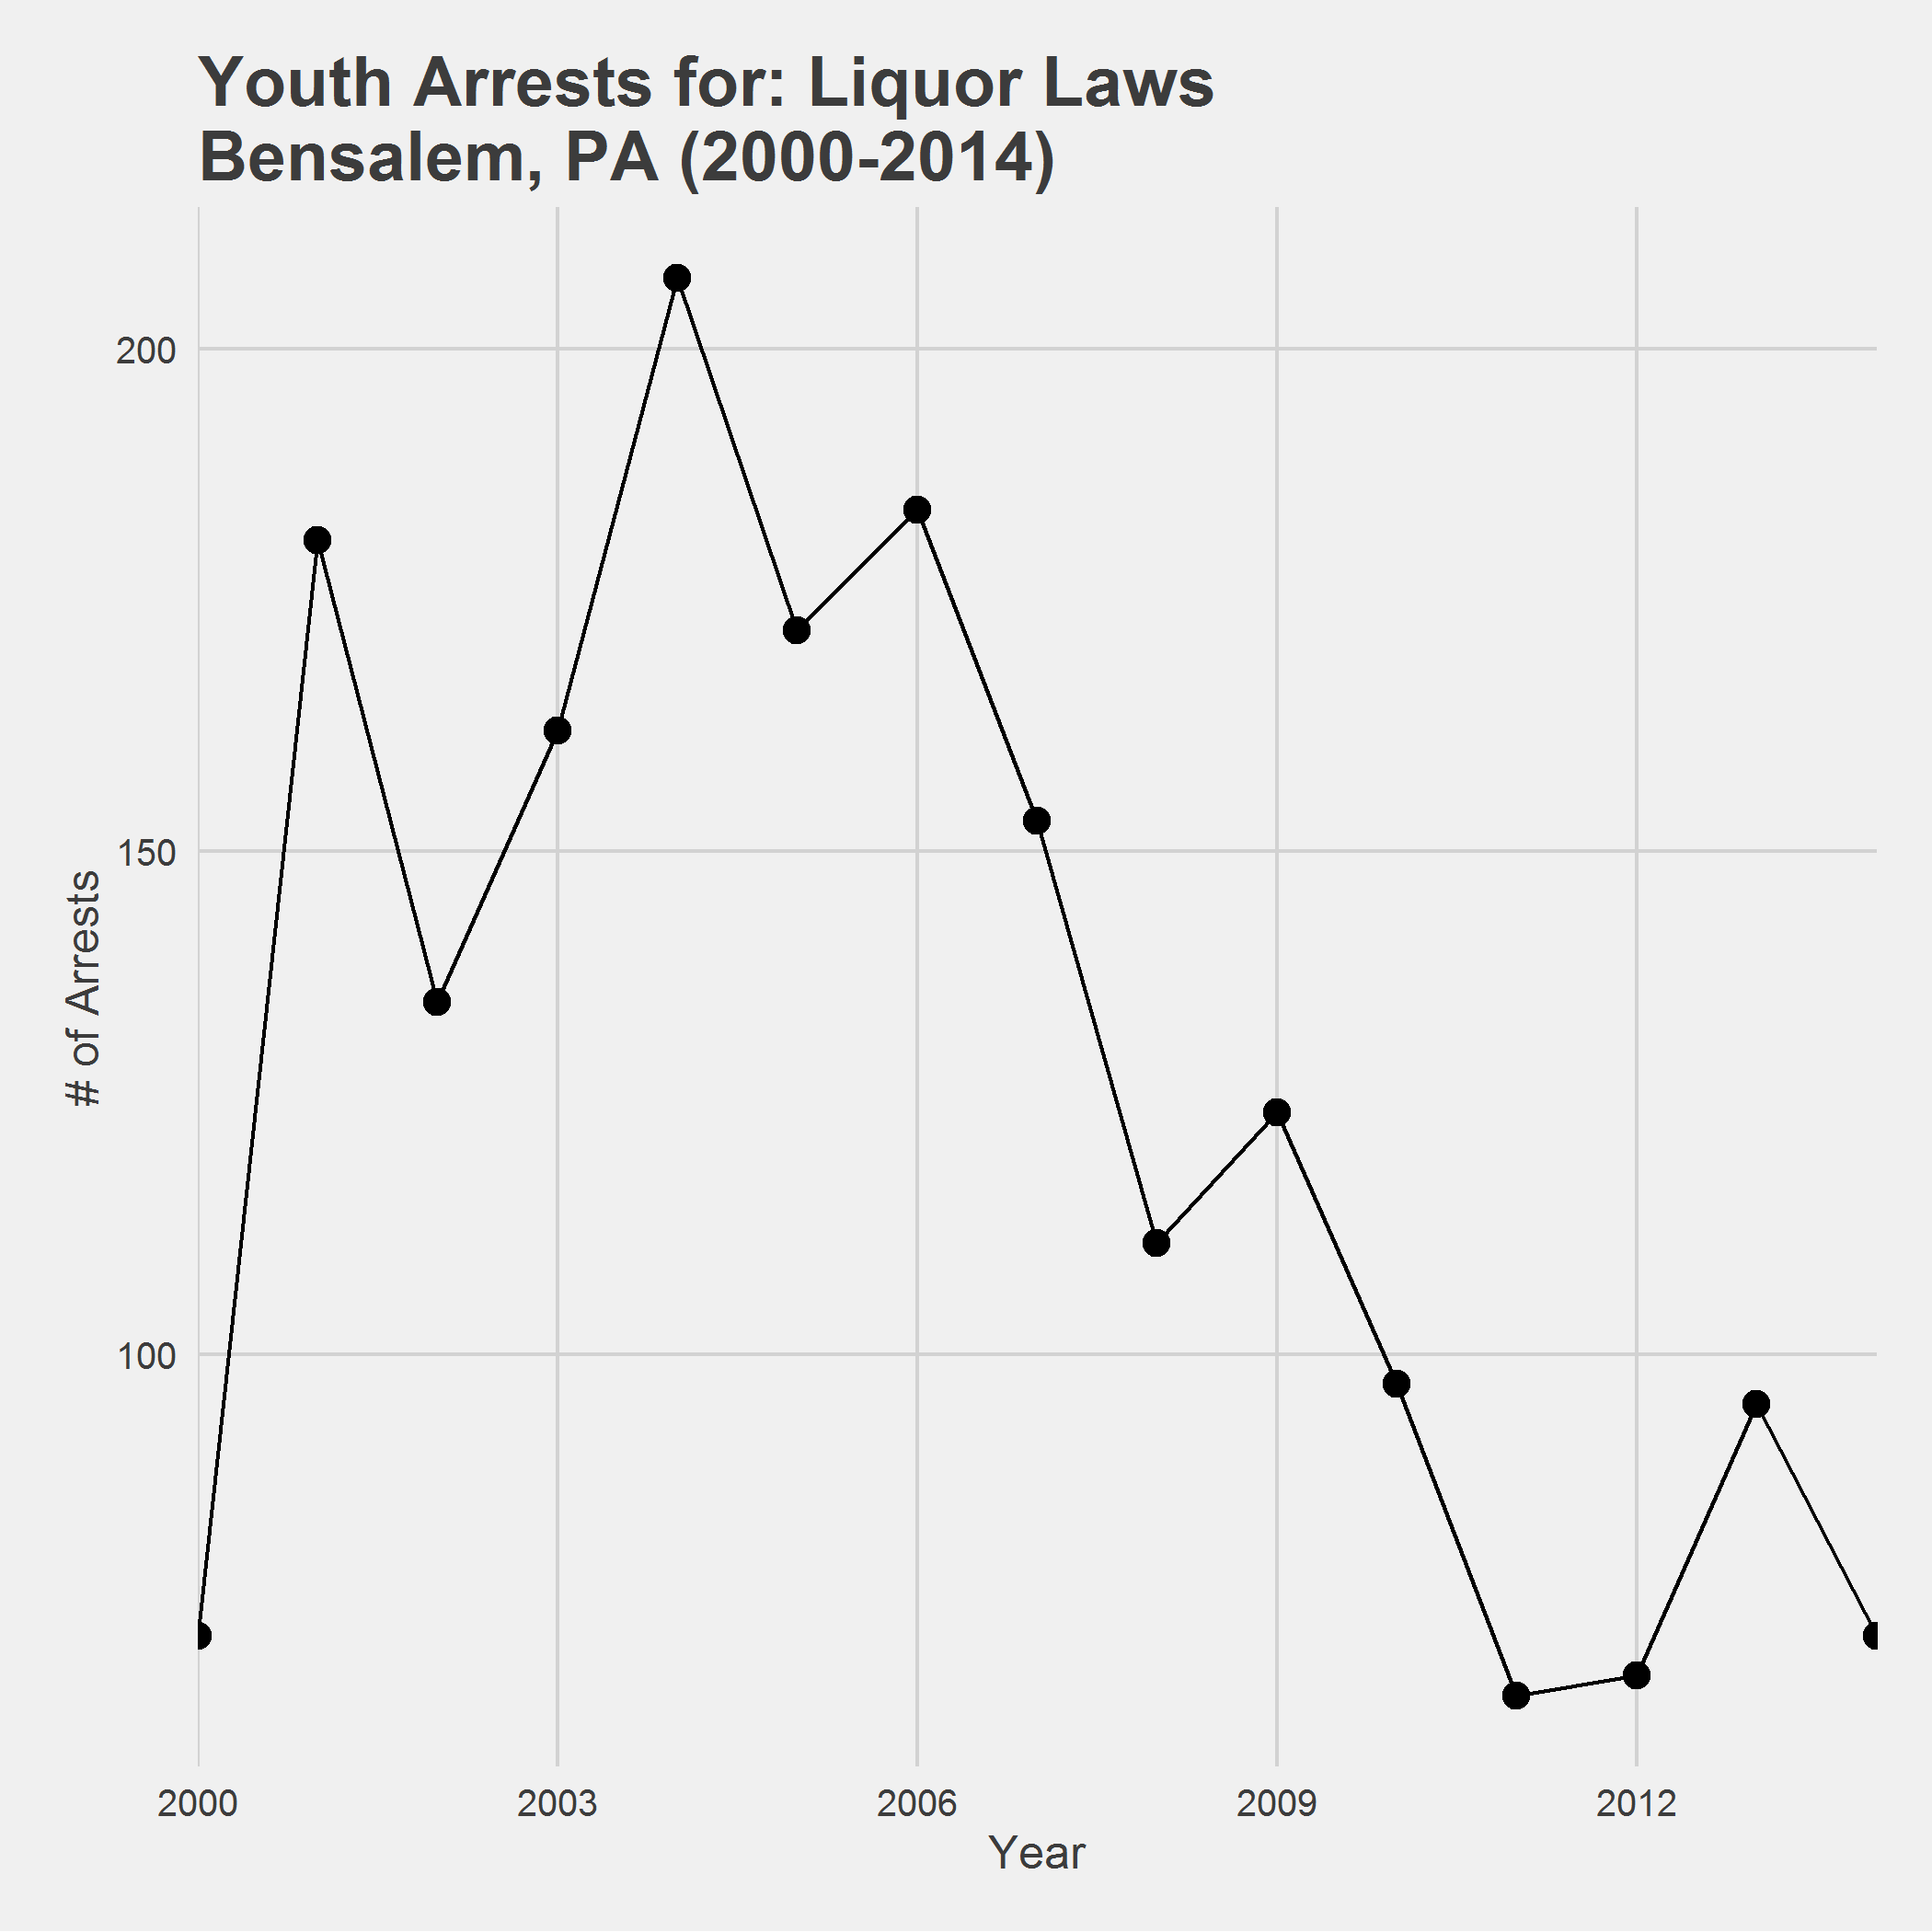 Youth Arrests for: Liquor Laws
Bensalem, PA (2000-2014)
200
150
100
# of Arrests
2000 2003 2006 2009 2012
Year